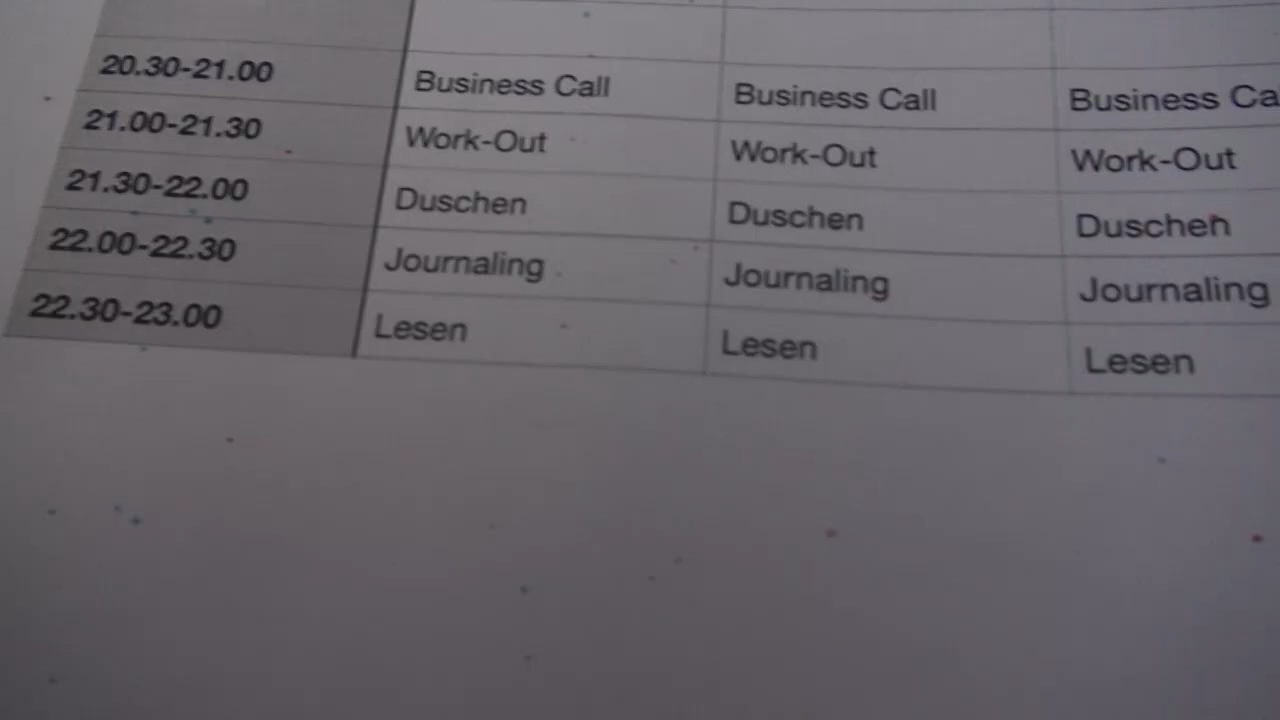 20.30-21.00 Business Call Business Call Business Ca
21.00-21.30 Work-Out Work-Out Work-Out
21.30-22.00 Duschen Duschen Duschen
22.00-22.30 Journaling Journaling Journaling
22.30-23.00 Lesen Lesen Lesen